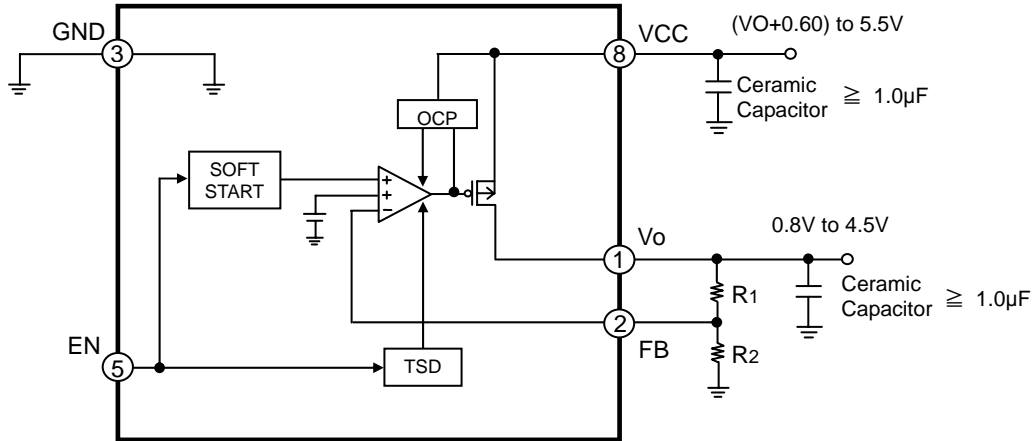 GND
3
VCC
8
(VO+0.60) to 5.5V
Ceramic
Capacitor ≧ 1.0µF
OCP
SOFT
START
+
+
−
Vo
1
0.8V to 4.5V
R1
Ceramic
Capacitor ≧ 1.0µF
2
FB
R2
EN
5
TSD